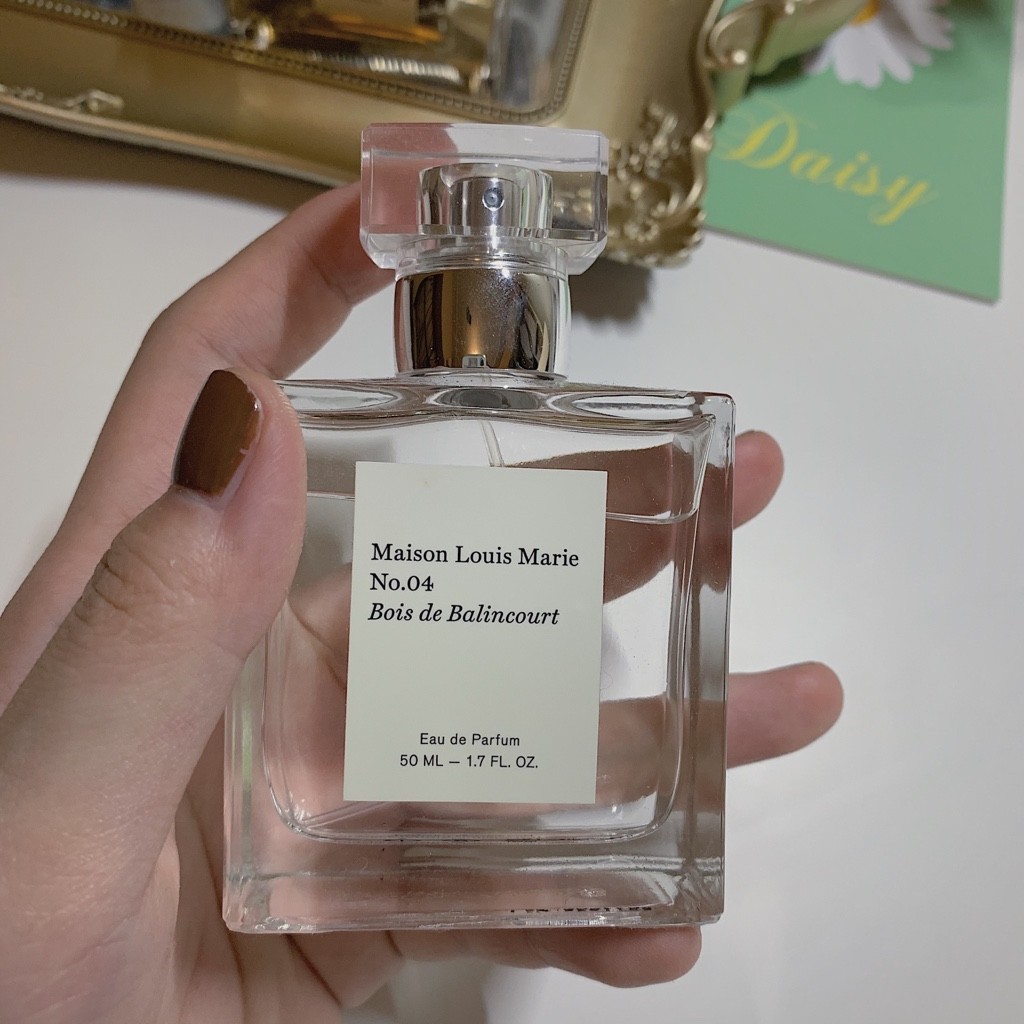 Daisy
Maison Louis Marie
No.04
Bois de Balincourt
Eau de Parfum
50 ML — 1.7 FL. OZ.